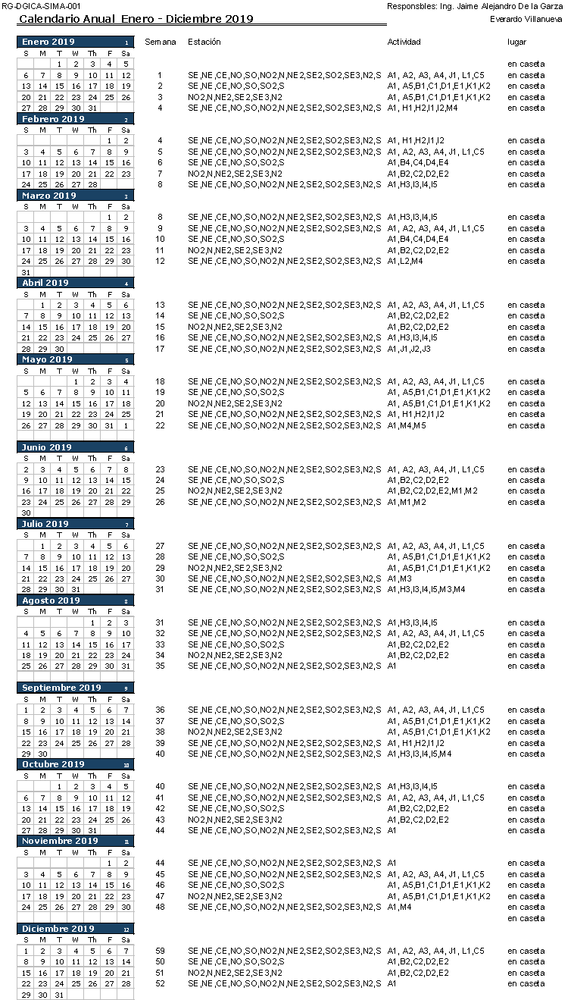 RG-DGICA-SIMA-001 Responsbles: Ing. Jaime Alejandro De la Garza
Calendario Anual Enero - Diciembre 2019 Everardo Villanueva
Enero 2019 1 Semana Estación Actividad lugar
S M T W Th F Sa
1 2 3 4 5 en caseta
6 7 8 9 10 11 12 1 SE,NE,CE,NO,SO,NO2,N,NE2,SE2,SO2,SE3,N2,S A1, A2, A3, A4, J1, L1,C5 en caseta
13 14 15 16 17 18 19 2 SE,NE,CE,NO,SO,SO2,S A1, A5,B1,C1,D1,E1,K1,K2 en caseta
20 21 22 23 24 25 26 3 NO2,N,NE2,SE2,SE3,N2 A1, A5,B1,C1,D1,E1,K1,K2 en caseta
27 28 29 30 31 4 SE,NE,CE,NO,SO,NO2,N,NE2,SE2,SO2,SE3,N2,S A1, H1,H2,I1,I2,M4 en caseta
Febrero 2019 2
S M T W Th F Sa
1 2 4 SE,NE,CE,NO,SO,NO2,N,NE2,SE2,SO2,SE3,N2,S A1, H1,H2,I1,I2 en caseta
3 4 5 6 7 8 9 5 SE,NE,CE,NO,SO,NO2,N,NE2,SE2,SO2,SE3,N2,S A1, A2, A3, A4, J1, L1,C5 en caseta
10 11 12 13 14 15 16 6 SE,NE,CE,NO,SO,SO2,S A1,B4,C4,D4,E4 en caseta
17 18 19 20 21 22 23 7 NO2,N,NE2,SE2,SE3,N2 A1,B2,C2,D2,E2 en caseta
24 25 26 27 28 8 SE,NE,CE,NO,SO,NO2,N,NE2,SE2,SO2,SE3,N2,S A1,H3,I3,I4,I5 en caseta
Marzo 2019 3
S M T W Th F Sa
1 2 8 SE,NE,CE,NO,SO,NO2,N,NE2,SE2,SO2,SE3,N2,S A1,H3,I3,I4,I5 en caseta
3 4 5 6 7 8 9 9 SE,NE,CE,NO,SO,NO2,N,NE2,SE2,SO2,SE3,N2,S A1, A2, A3, A4, J1, L1,C5 en caseta
10 11 12 13 14 15 16 10 SE,NE,CE,NO,SO,SO2,S A1,B4,C4,D4,E4 en caseta
17 18 19 20 21 22 23 11 NO2,N,NE2,SE2,SE3,N2 A1,B2,C2,D2,E2 en caseta
24 25 26 27 28 29 30 12 SE,NE,CE,NO,SO,NO2,N,NE2,SE2,SO2,SE3,N2,S A1,L2,M4 en caseta
31
Abril 2019 4
S M T W Th F Sa
1 2 3 4 5 6 13 SE,NE,CE,NO,SO,NO2,N,NE2,SE2,SO2,SE3,N2,S A1, A2, A3, A4, J1, L1,C5 en caseta
7 8 9 10 11 12 13 14 SE,NE,CE,NO,SO,SO2,S A1,B2,C2,D2,E2 en caseta
14 15 16 17 18 19 20 15 NO2,N,NE2,SE2,SE3,N2 A1,B2,C2,D2,E2 en caseta
21 22 23 24 25 26 27 16 SE,NE,CE,NO,SO,NO2,N,NE2,SE2,SO2,SE3,N2,S A1,H3,I3,I4,I5 en caseta
28 29 30 17 SE,NE,CE,NO,SO,NO2,N,NE2,SE2,SO2,SE3,N2,S A1,J1,J2,J3 en caseta
Mayo 2019 5
S M T W Th F Sa
1 2 3 4 18 SE,NE,CE,NO,SO,NO2,N,NE2,SE2,SO2,SE3,N2,S A1, A2, A3, A4, J1, L1,C5 en caseta
5 6 7 8 9 10 11 19 SE,NE,CE,NO,SO,SO2,S A1, A5,B1,C1,D1,E1,K1,K2 en caseta
12 13 14 15 16 17 18 20 NO2,N,NE2,SE2,SE3,N2 A1, A5,B1,C1,D1,E1,K1,K2 en caseta
19 20 21 22 23 24 25 21 SE,NE,CE,NO,SO,NO2,N,NE2,SE2,SO2,SE3,N2,S A1, H1,H2,I1,I2 en caseta
26 27 28 29 30 31 1 22 SE,NE,CE,NO,SO,NO2,N,NE2,SE2,SO2,SE3,N2,S A1,M4,M5 en caseta
Junio 2019 6
S M T W Th F Sa
2 3 4 5 6 7 8 23 SE,NE,CE,NO,SO,NO2,N,NE2,SE2,SO2,SE3,N2,S A1, A2, A3, A4, J1, L1,C5 en caseta
9 10 11 12 13 14 15 24 SE,NE,CE,NO,SO,SO2,S A1,B2,C2,D2,E2 en caseta
16 17 18 19 20 21 22 25 NO2,N,NE2,SE2,SE3,N2 A1,B2,C2,D2,E2,M1,M2 en caseta
23 24 25 26 27 28 29 26 SE,NE,CE,NO,SO,NO2,N,NE2,SE2,SO2,SE3,N2,S A1,M1,M2 en caseta
30
Julio 2019 7
S M T W Th F Sa
1 2 3 4 5 6 27 SE,NE,CE,NO,SO,NO2,N,NE2,SE2,SO2,SE3,N2,S A1, A2, A3, A4, J1, L1,C5 en caseta
7 8 9 10 11 12 13 28 SE,NE,CE,NO,SO,SO2,S A1, A5,B1,C1,D1,E1,K1,K2 en caseta
14 15 16 17 18 19 20 29 NO2,N,NE2,SE2,SE3,N2 A1, A5,B1,C1,D1,E1,K1,K2 en caseta
21 22 23 24 25 26 27 30 SE,NE,CE,NO,SO,NO2,N,NE2,SE2,SO2,SE3,N2,S A1,M3 en caseta
28 29 30 31 31 SE,NE,CE,NO,SO,NO2,N,NE2,SE2,SO2,SE3,N2,S A1,H3,I3,I4,I5,M3,M4 en caseta
Agosto 2019 8
S M T W Th F Sa
1 2 3 31 SE,NE,CE,NO,SO,NO2,N,NE2,SE2,SO2,SE3,N2,S A1,H3,I3,I4,I5 en caseta
4 5 6 7 8 9 10 32 SE,NE,CE,NO,SO,NO2,N,NE2,SE2,SO2,SE3,N2,S A1, A2, A3, A4, J1, L1,C5 en caseta
11 12 13 14 15 16 17 33 SE,NE,CE,NO,SO,SO2,S A1,B2,C2,D2,E2 en caseta
18 19 20 21 22 23 24 34 NO2,N,NE2,SE2,SE3,N2 A1,B2,C2,D2,E2 en caseta
25 26 27 28 29 30 31 35 SE,NE,CE,NO,SO,NO2,N,NE2,SE2,SO2,SE3,N2,S A1 en caseta
Septiembre 2019 9
S M T W Th F Sa
1 2 3 4 5 6 7 36 SE,NE,CE,NO,SO,NO2,N,NE2,SE2,SO2,SE3,N2,S A1, A2, A3, A4, J1, L1,C5 en caseta
8 9 10 11 12 13 14 37 SE,NE,CE,NO,SO,SO2,S A1, A5,B1,C1,D1,E1,K1,K2 en caseta
15 16 17 18 19 20 21 38 NO2,N,NE2,SE2,SE3,N2 A1, A5,B1,C1,D1,E1,K1,K2 en caseta
22 23 24 25 26 27 28 39 SE,NE,CE,NO,SO,NO2,N,NE2,SE2,SO2,SE3,N2,S A1, H1,H2,I1,I2 en caseta
29 30 40 SE,NE,CE,NO,SO,NO2,N,NE2,SE2,SO2,SE3,N2,S A1,H3,I3,I4,I5,M4 en caseta
Octubre 2019 10
S M T W Th F Sa
1 2 3 4 5 40 SE,NE,CE,NO,SO,NO2,N,NE2,SE2,SO2,SE3,N2,S A1,H3,I3,I4,I5 en caseta
6 7 8 9 10 11 12 41 SE,NE,CE,NO,SO,NO2,N,NE2,SE2,SO2,SE3,N2,S A1, A2, A3, A4, J1, L1,C5 en caseta
13 14 15 16 17 18 19 42 SE,NE,CE,NO,SO,SO2,S A1,B2,C2,D2,E2 en caseta
20 21 22 23 24 25 26 43 NO2,N,NE2,SE2,SE3,N2 A1,B2,C2,D2,E2 en caseta
27 28 29 30 31 44 SE,NE,CE,NO,SO,NO2,N,NE2,SE2,SO2,SE3,N2,S A1 en caseta
Noviembre 2019 11
S M T W Th F Sa
1 2 44 SE,NE,CE,NO,SO,NO2,N,NE2,SE2,SO2,SE3,N2,S A1 en caseta
3 4 5 6 7 8 9 45 SE,NE,CE,NO,SO,NO2,N,NE2,SE2,SO2,SE3,N2,S A1, A2, A3, A4, J1, L1,C5 en caseta
10 11 12 13 14 15 16 46 SE,NE,CE,NO,SO,SO2,S A1, A5,B1,C1,D1,E1,K1,K2 en caseta
17 18 19 20 21 22 23 47 NO2,N,NE2,SE2,SE3,N2 A1, A5,B1,C1,D1,E1,K1,K2 en caseta
24 25 26 27 28 29 30 48 SE,NE,CE,NO,SO,NO2,N,NE2,SE2,SO2,SE3,N2,S A1,M4 en caseta
en caseta
Diciembre 2019 12
S M T W Th F Sa
1 2 3 4 5 6 7 59 SE,NE,CE,NO,SO,NO2,N,NE2,SE2,SO2,SE3,N2,S A1, A2, A3, A4, J1, L1,C5 en caseta
8 9 10 11 12 13 14 50 SE,NE,CE,NO,SO,SO2,S A1,B2,C2,D2,E2 en caseta
15 16 17 18 19 20 21 51 NO2,N,NE2,SE2,SE3,N2 A1,B2,C2,D2,E2 en caseta
22 23 24 25 26 27 28 52 SE,NE,CE,NO,SO,NO2,N,NE2,SE2,SO2,SE3,N2,S A1 en caseta
29 30 31